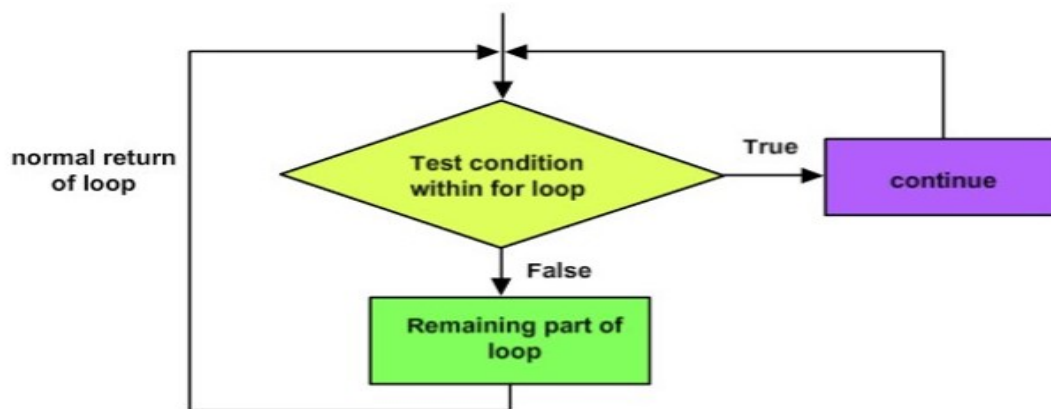 normal return
of loop
Test condition
within for loop
True
continue
False
Remaining part of
loop